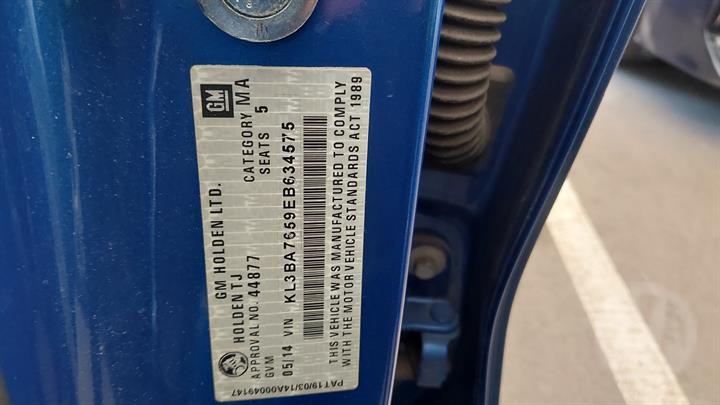 GM
GM HOLDEN LTD.
HOLDEN TJ CATEGORY MA
APPROVAL NO. 44877 SEATS 5
GVM
05/14 VIN KL3BA7659EB634575
THIS VEHICLE WAS MANUFACTURED TO COMPLY
WITH THE MOTOR VEHICLE STANDARDS ACT 1989
PAT19/03/14A00049147